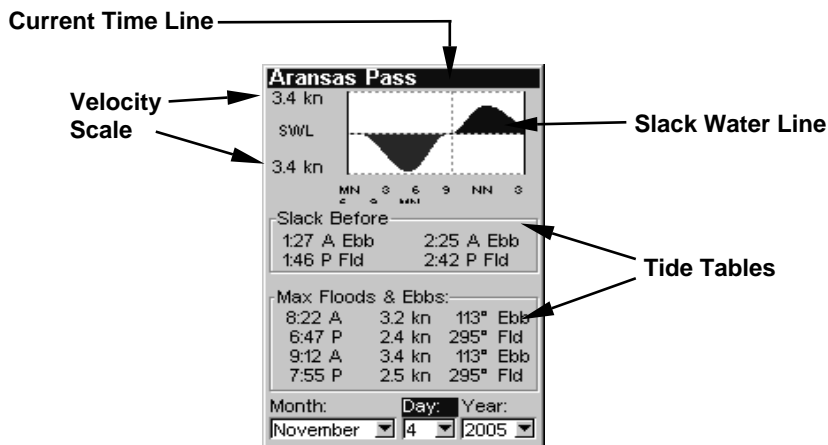 Current Time Line
Aransas Pass
Velocity Scale
3.4 kn
SWL
3.4 kn
Slack Water Line
MN 3 6 9 NN 3
6 9 MN
Slack Before
1:27 A Ebb 2:25 A Ebb
1:46 P Fld 2:42 P Fld
Tide Tables
Max Floods & Ebbs:
8:22 A 3.2 kn 113° Ebb
6:47 P 2.4 kn 295° Fld
9:12 A 3.4 kn 113° Ebb
7:55 P 2.5 kn 295° Fld
Month: Day: Year:
November 4 2005